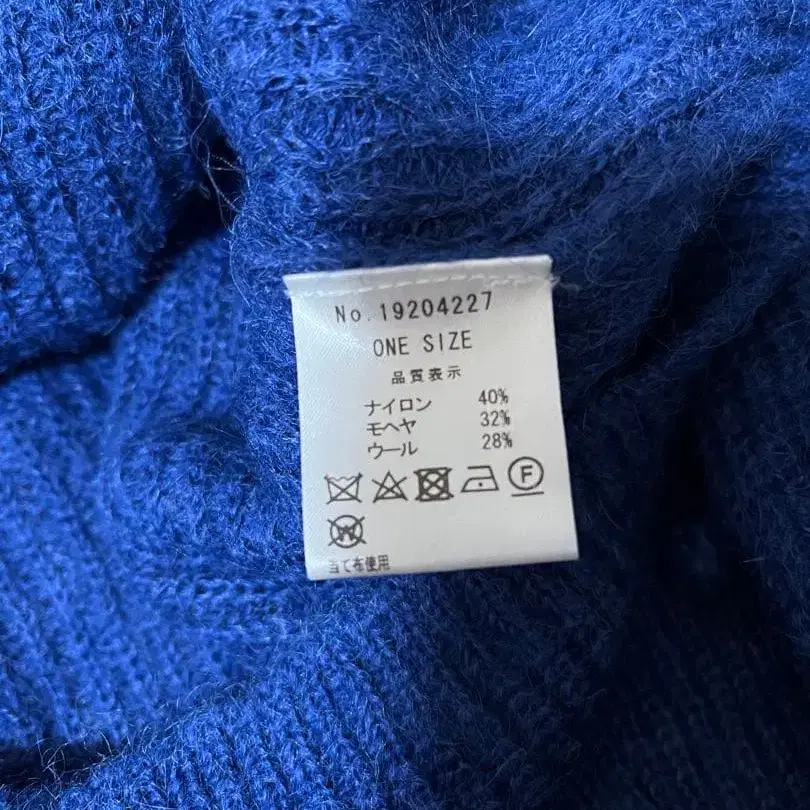 No.19204227
ONE SIZE
品質表示
ナイロン 40%
モヘヤ 32%
ウール 28%
F
W
当て布使用